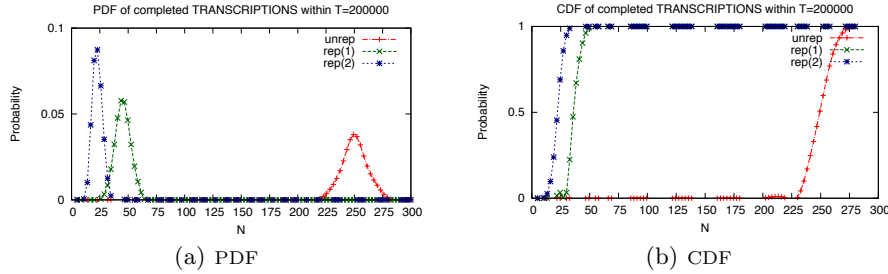 PDF of completed TRANSCRIPTIONS within T=200000
unrep
rep(1)
rep(2)
Probability
0.1
0.05
0
0 25 50 75 100 125 150 175 200 225 250 275 300
N
(a) PDF
CDF of completed TRANSCRIPTIONS within T=200000
unrep
rep(1)
rep(2)
Probability
1
0.5
0
0 25 50 75 100 125 150 175 200 225 250 275 300
N
(b) CDF